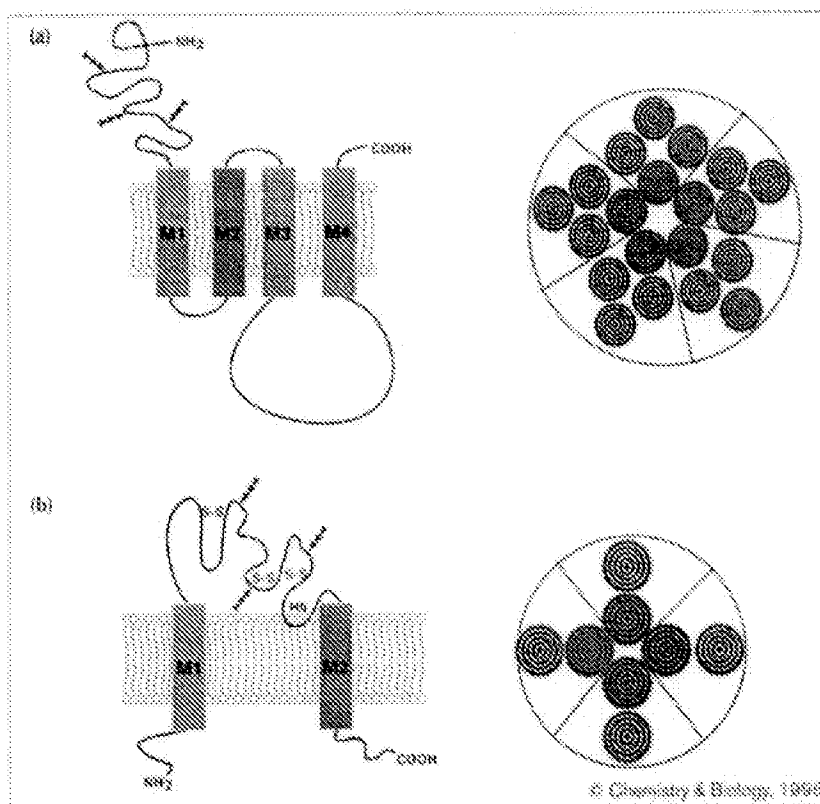 (a)
NH2
COOH
M1 M2 M3 M4
(b)
S-S
S-S S-S
M1 M2
NH2
COOH
© Chemistry & Biology, 1996